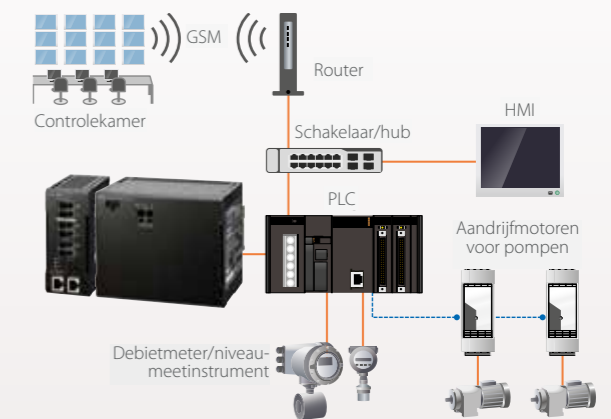 GSM
Router
Controlekamer
Schakelaar/hub
HMI
PLC
Aandrijfmotoren
voor pompen
Debietmeter/niveau-
meetinstrument